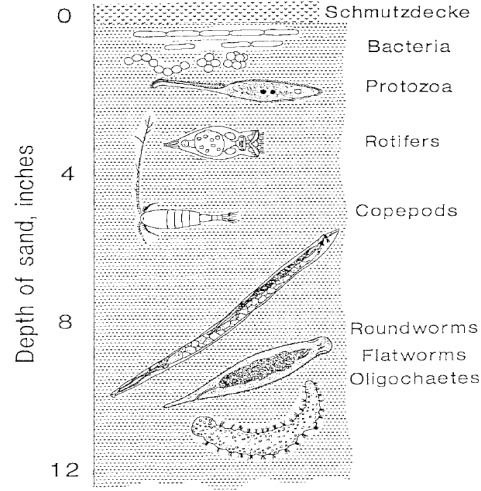 0
Schmutzdecke
Bacteria
Protozoa
Rotifers
4
Copepods
Depth of sand, inches
8
Roundworms
Flatworms
Oligochaetes
12